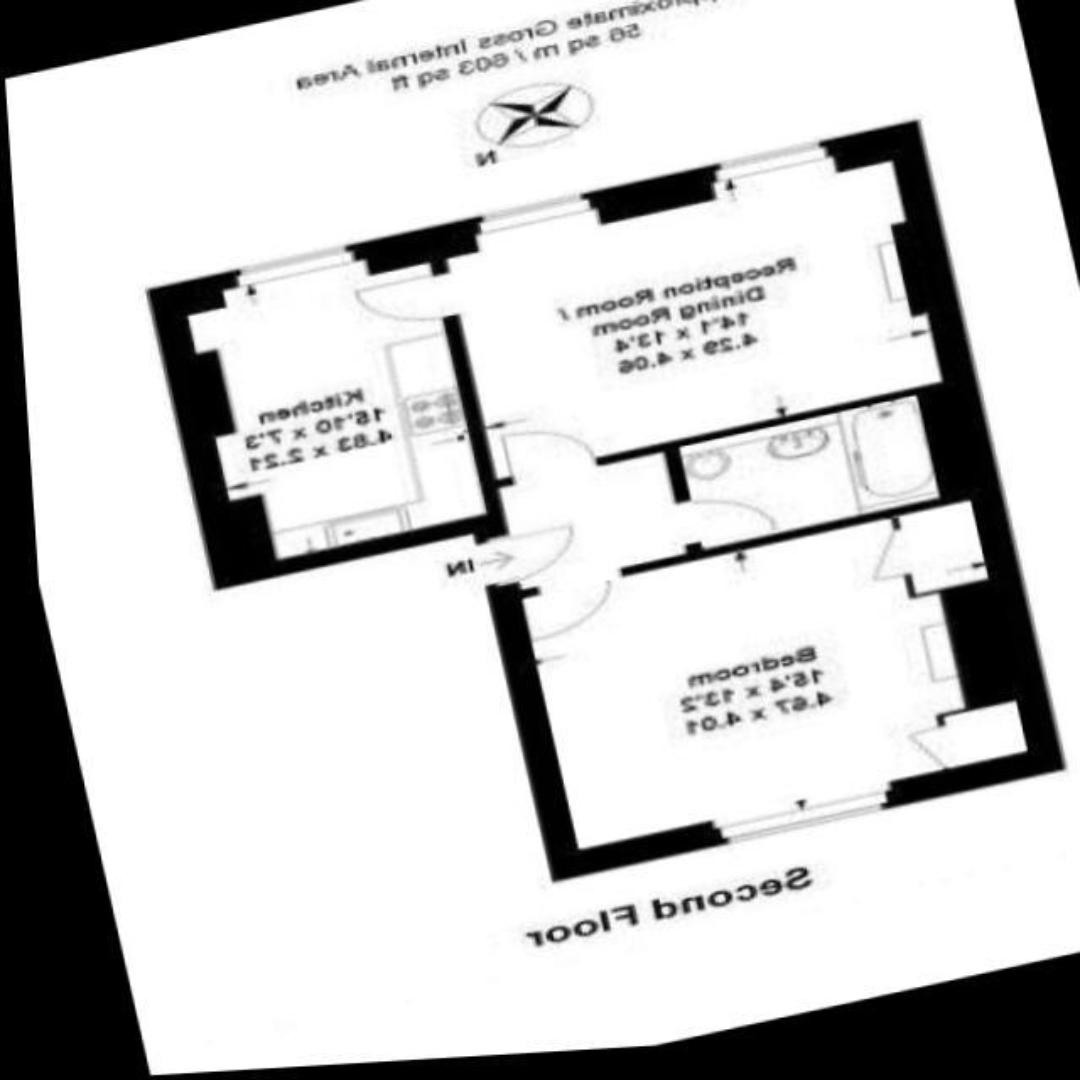 Approximate Gross Internal Area
56 sq m / 603 sq ft
N
Reception Room /
Dining Room
14'1 x 13'4
4.29 x 4.06
Kitchen
15'10 x 7'3
4.83 x 2.21
IN
Bedroom
15'4 x 13'2
4.67 x 4.01
Second Floor